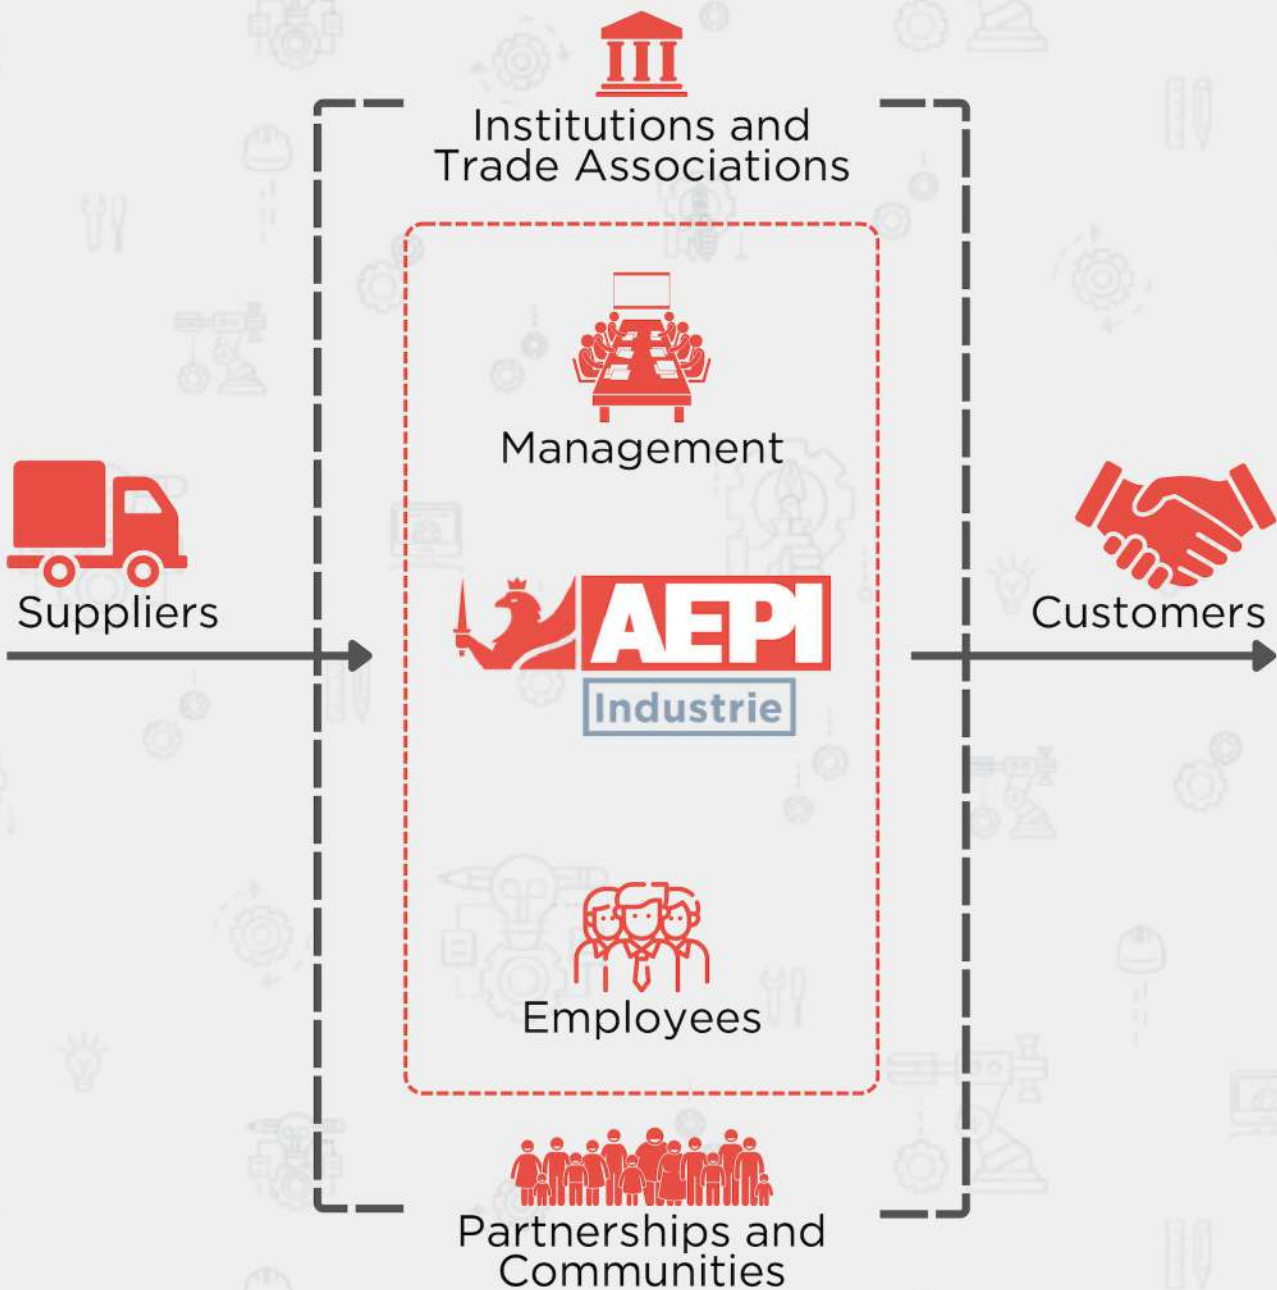 Institutions and
Trade Associations
Management
Suppliers
AEPI
Industrie
Customers
Employees
Partnerships and
Communities